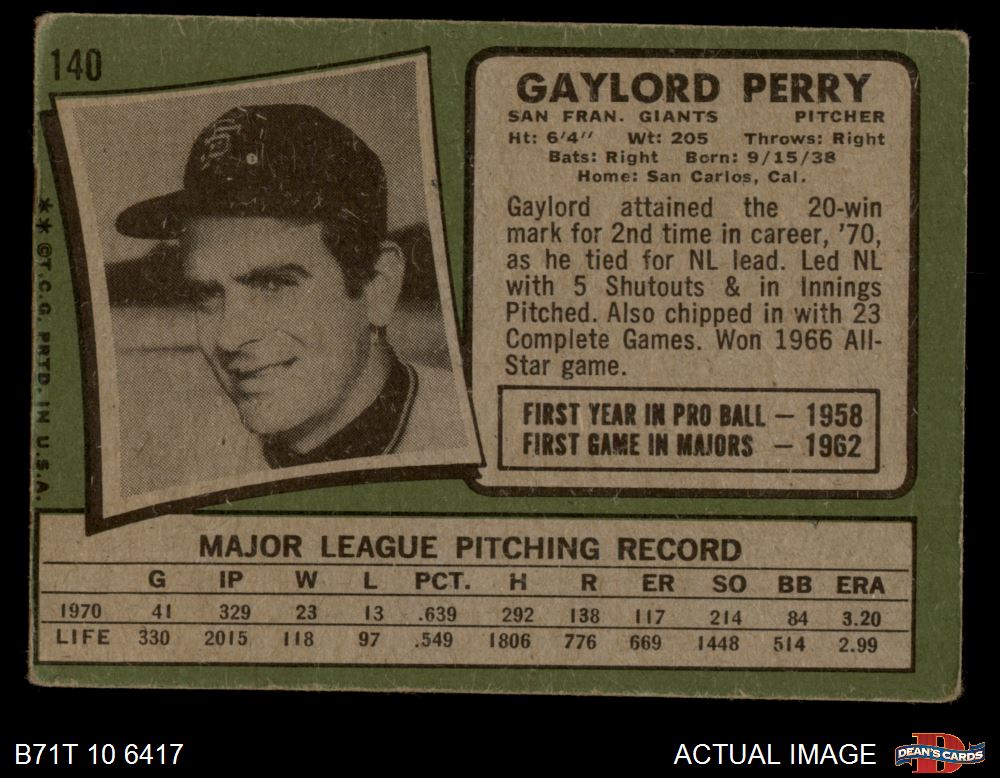 140
GAYLORD PERRY
SAN FRAN. GIANTS PITCHER
Ht: 6'4" Wt: 205 Throws: Right
Bats: Right Born: 9/15/38
Home: San Carlos, Cal.
Gaylord attained the 20-win
mark for 2nd time in career, '70,
as he tied for NL lead. Led NL
with 5 Shutouts & in Innings
Pitched. Also chipped in with 23
Complete Games. Won 1966 All-
Star game.
FIRST YEAR IN PRO BALL — 1958
FIRST GAME IN MAJORS — 1962
** ©T.C.G. PRTD. IN U.S.A.
SF
MAJOR LEAGUE PITCHING RECORD
G IP W L PCT. H R ER SO BB ERA
1970 41 329 23 13 .639 292 138 117 214 84 3.20
LIFE 330 2015 118 97 .549 1806 776 669 1448 514 2.99
B71T 10 6417
ACTUAL IMAGE
D
DEAN'S CARDS